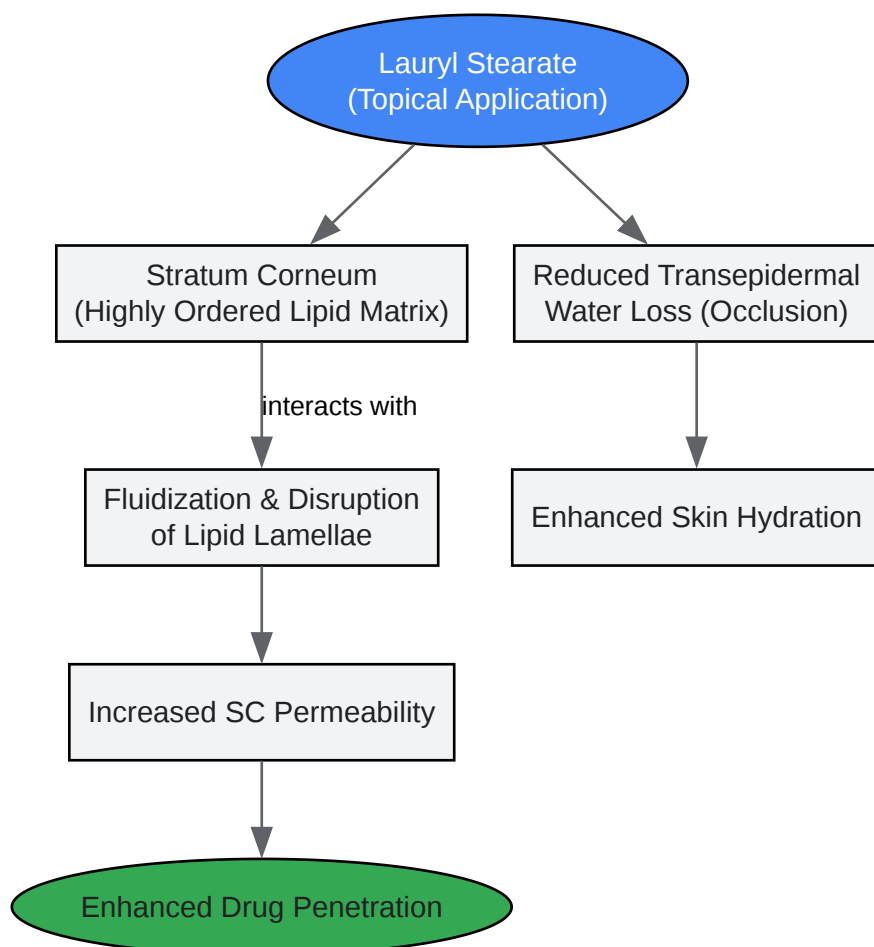 Lauryl Stearate
(Topical Application)
Stratum Corneum
(Highly Ordered Lipid Matrix)
Reduced Transepidermal
Water Loss (Occlusion)
interacts with
Fluidization & Disruption
of Lipid Lamellae
Enhanced Skin Hydration
Increased SC Permeability
Enhanced Drug Penetration